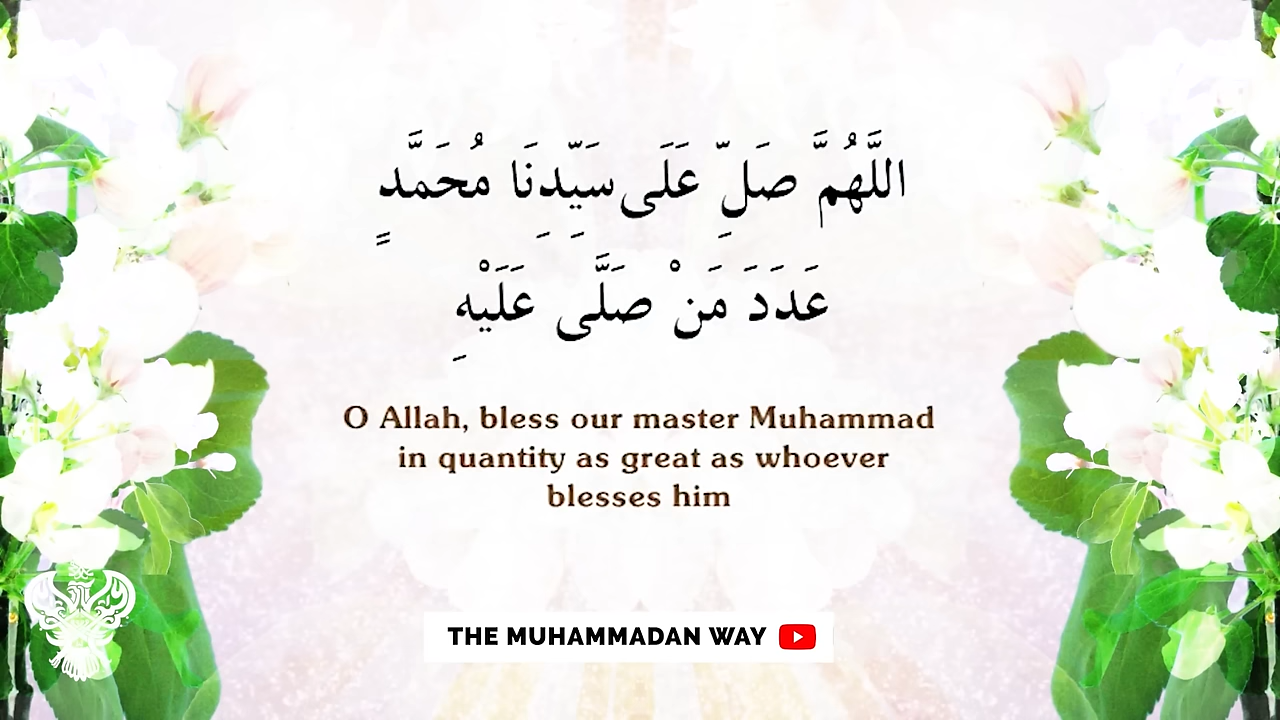 اللَّهُمَّ صَلِّ عَلَى سَيِّدِنَا مُحَمَّدٍ
عَدَدَ مَنْ صَلَّى عَلَيْهِ
O Allah, bless our master Muhammad
in quantity as great as whoever
blesses him
THE MUHAMMADAN WAY